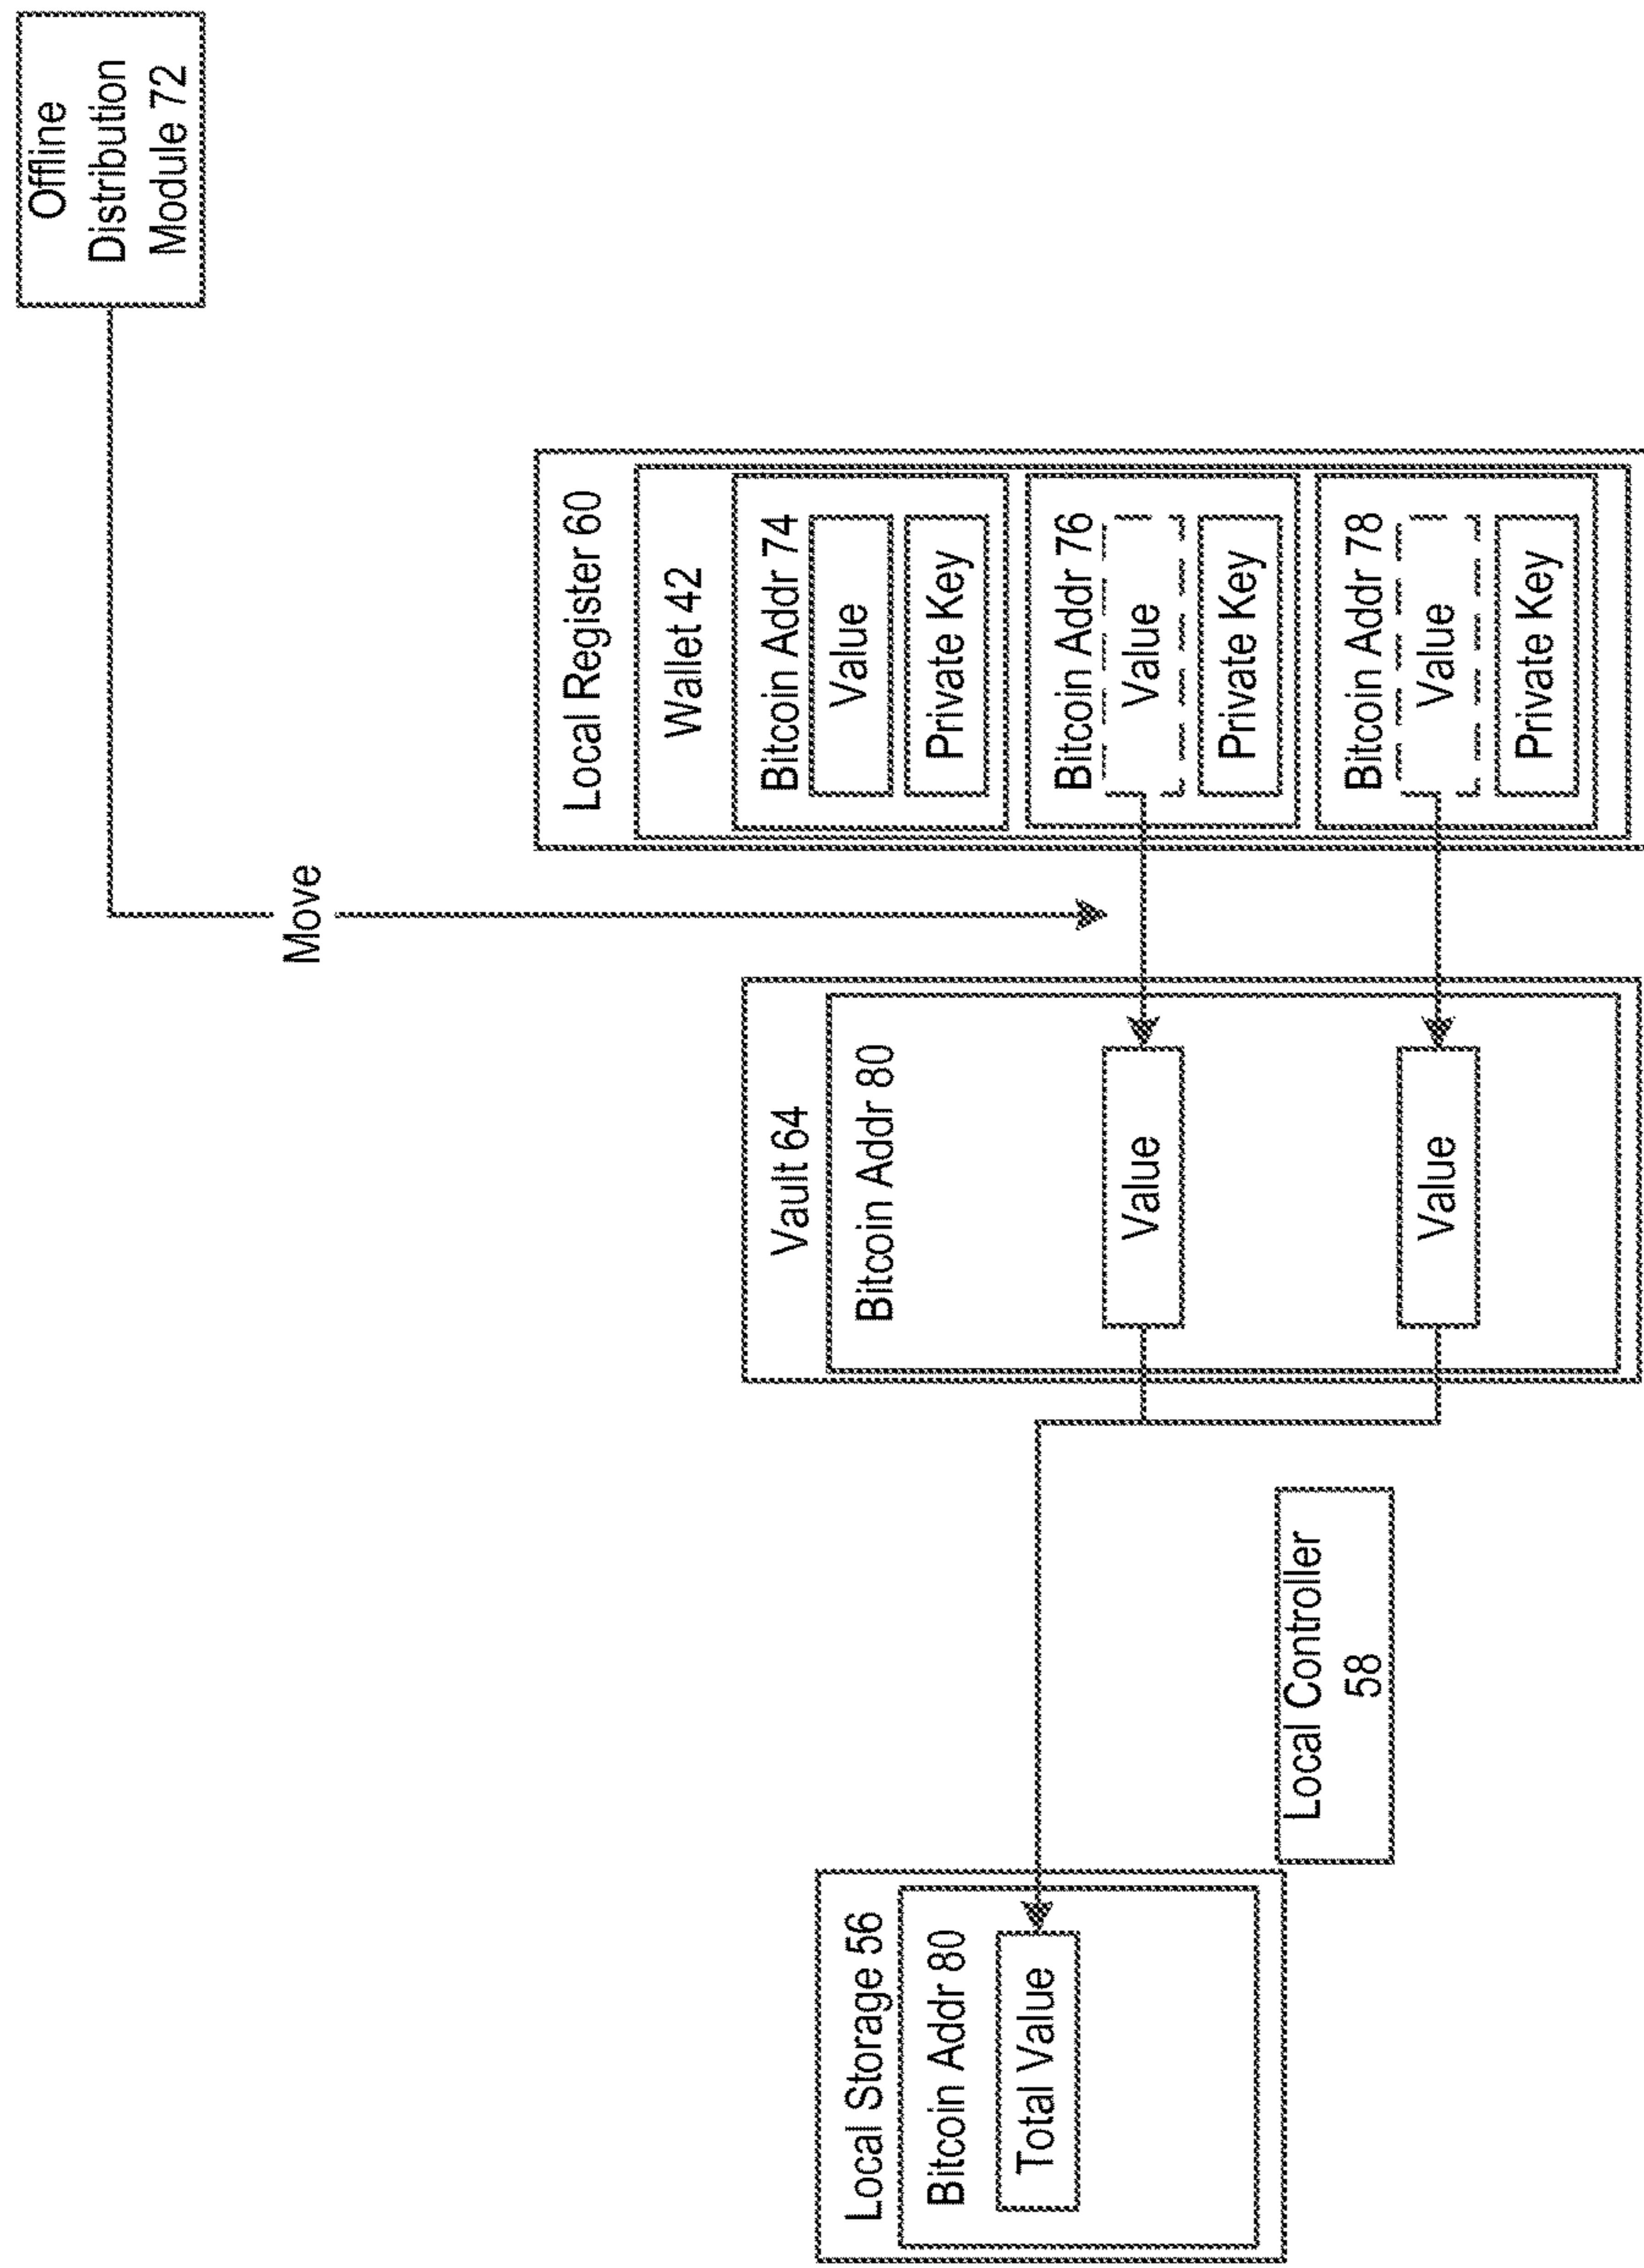 Offline
Distribution
Module 72
Move
Local Storage 56
Bitcoin Addr 80
Total Value
Local Controller
58
Vault 64
Bitcoin Addr 80
Value
Value
Local Register 60
Wallet 42
Bitcoin Addr 74
Value
Private Key
Bitcoin Addr 76
Value
Private Key
Bitcoin Addr 78
Value
Private Key